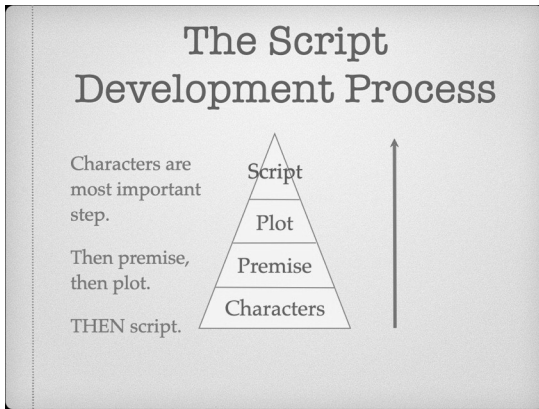 The Script
Development Process
Characters are
most important
step.
Then premise,
then plot.
THEN script.
Script
Plot
Premise
Characters